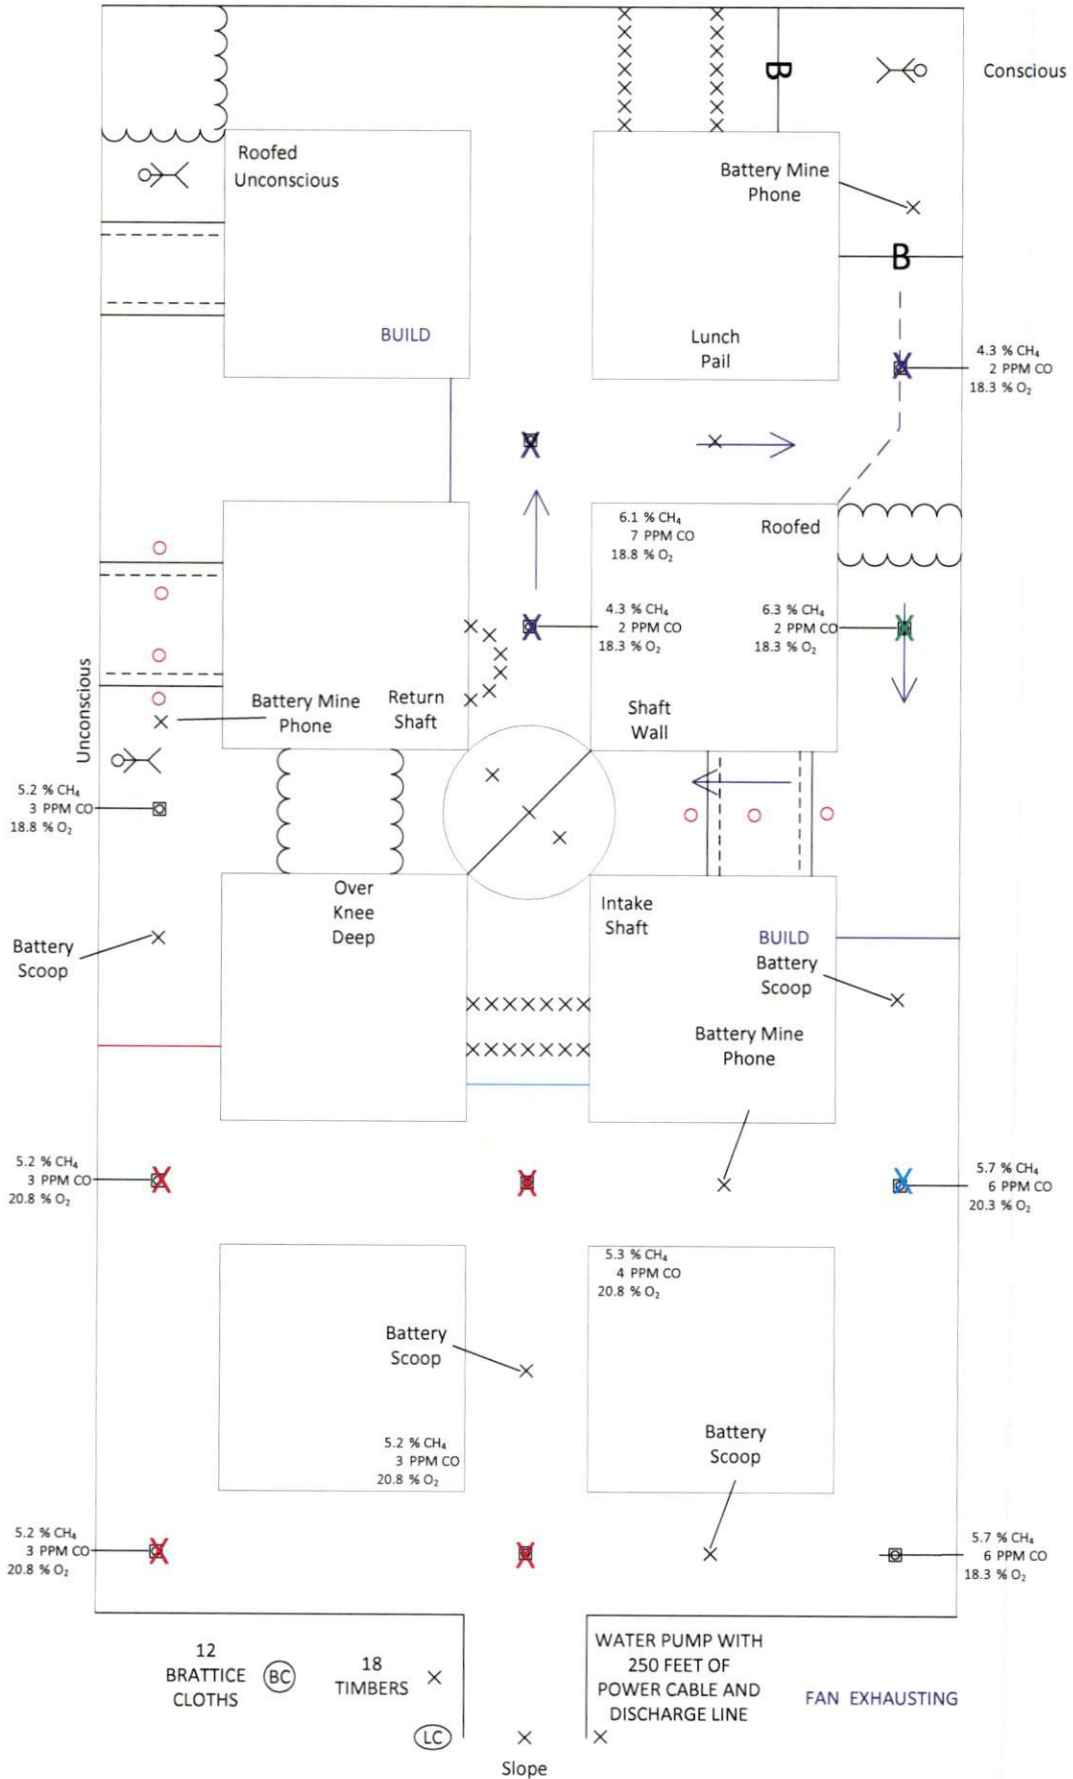 Conscious
B
Roofed
Unconscious
Battery Mine
Phone
B
BUILD
Lunch
Pail
4.3 % CH₄
2 PPM CO
18.3 % O₂
6.1 % CH₄
7 PPM CO
18.8 % O₂
Roofed
4.3 % CH₄
2 PPM CO
18.3 % O₂
6.3 % CH₄
2 PPM CO
18.3 % O₂
Unconscious
Battery Mine
Phone
Return
Shaft
Shaft
Wall
5.2 % CH₄
3 PPM CO
18.8 % O₂
Over
Knee
Deep
Intake
Shaft
Battery
Scoop
BUILD
Battery
Scoop
Battery Mine
Phone
5.2 % CH₄
3 PPM CO
20.8 % O₂
5.7 % CH₄
6 PPM CO
20.3 % O₂
5.3 % CH₄
4 PPM CO
20.8 % O₂
Battery
Scoop
5.2 % CH₄
3 PPM CO
20.8 % O₂
Battery
Scoop
5.2 % CH₄
3 PPM CO
20.8 % O₂
5.7 % CH₄
6 PPM CO
18.3 % O₂
12
BRATTICE
CLOTHS
BC
18
TIMBERS
WATER PUMP WITH
250 FEET OF
POWER CABLE AND
DISCHARGE LINE
FAN EXHAUSTING
LC
Slope